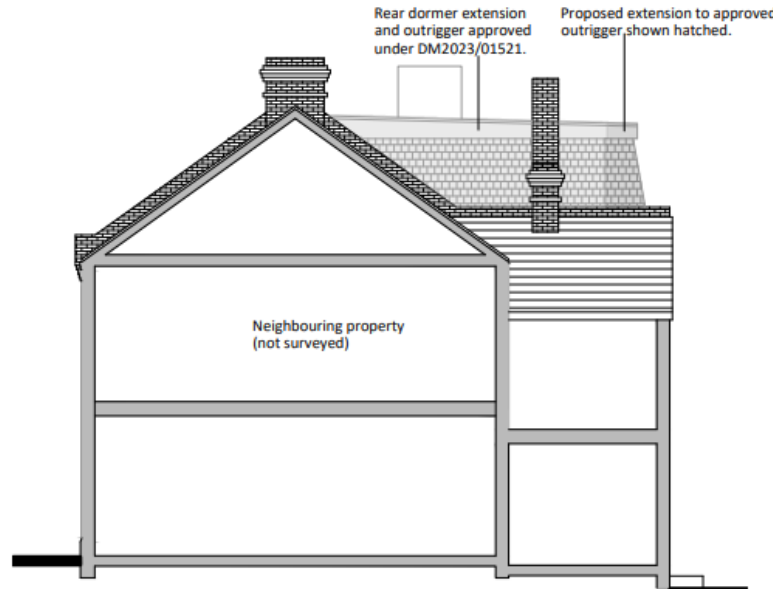 Rear dormer extension
and outrigger approved
under DM2023/01521.
Proposed extension to approved
outrigger shown hatched.
Neighbouring property
(not surveyed)